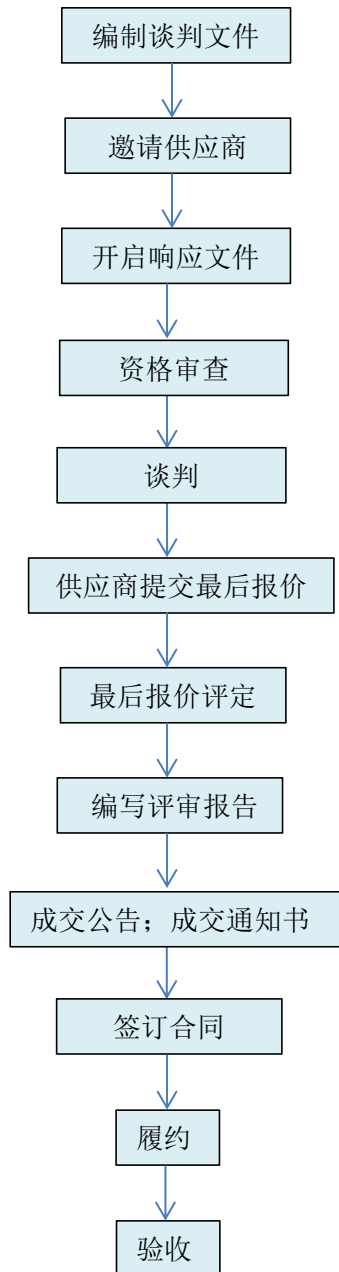 编制谈判文件
邀请供应商
开启响应文件
资格审查
谈判
供应商提交最后报价
最后报价评定
编写评审报告
成交公告；成交通知书
签订合同
履约
验收